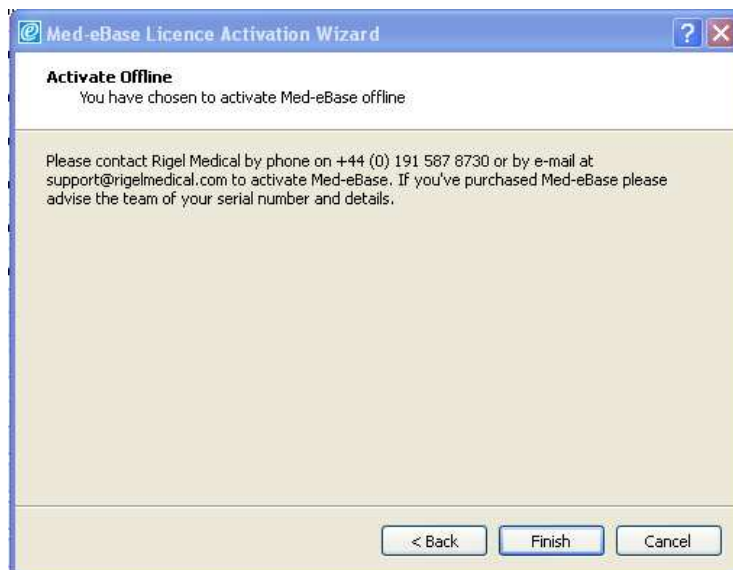 Med-eBase Licence Activation Wizard
Activate Offline
You have chosen to activate Med-eBase offline
Please contact Rigel Medical by phone on +44 (0) 191 587 8730 or by e-mail at
support@rigelmedical.com to activate Med-eBase. If you've purchased Med-eBase please
advise the team of your serial number and details.
< Back Finish Cancel